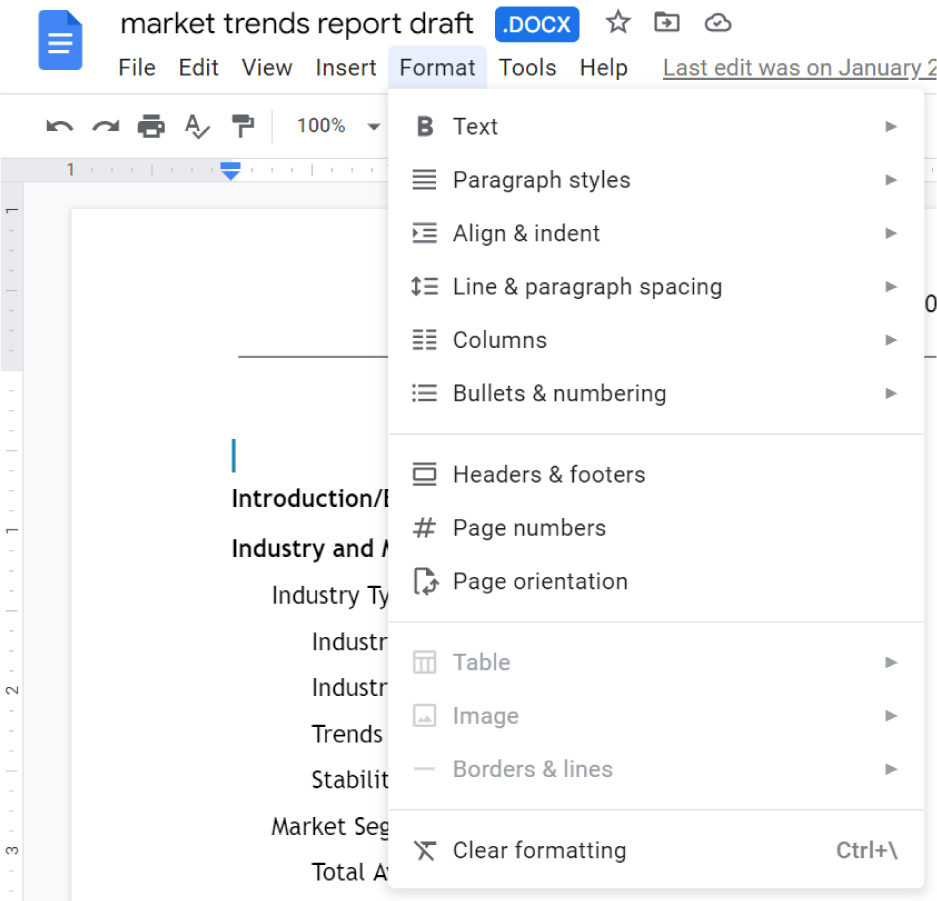 market trends report draft .DOCX
File Edit View Insert Format Tools Help Last edit was on January 2
100%
1
Text
Paragraph styles
Align & indent
Line & paragraph spacing
Columns
Bullets & numbering
Headers & footers
Page numbers
Page orientation
Table
Image
Borders & lines
Clear formatting Ctrl+\
1
1
2
3
0
Introduction/
Industry and
Industry Ty
Industr
Industr
Trends
Stabilit
Market Seg
Total A